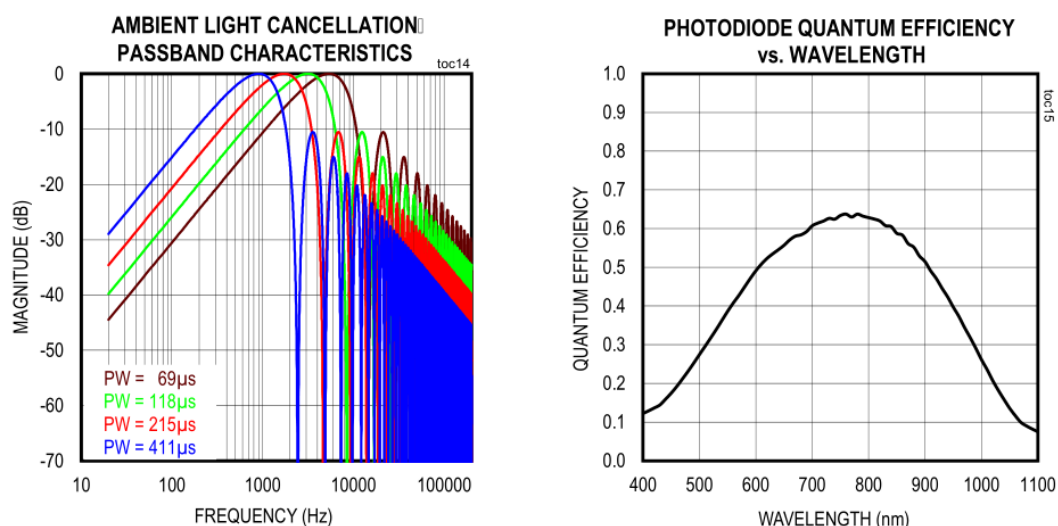 AMBIENT LIGHT CANCELLATION
PASSBAND CHARACTERISTICS
toc14
0
-10
-20
-30
-40
-50
-60
-70
MAGNITUDE (dB)
PW = 69µs
PW = 118µs
PW = 215µs
PW = 411µs
10
100
1000
10000
100000
FREQUENCY (Hz)
PHOTODIODE QUANTUM EFFICIENCY
vs. WAVELENGTH
toc15
1.0
0.9
0.8
0.7
0.6
0.5
0.4
0.3
0.2
0.1
0.0
QUANTUM EFFICIENCY
400
500
600
700
800
900
1000
1100
WAVELENGTH (nm)